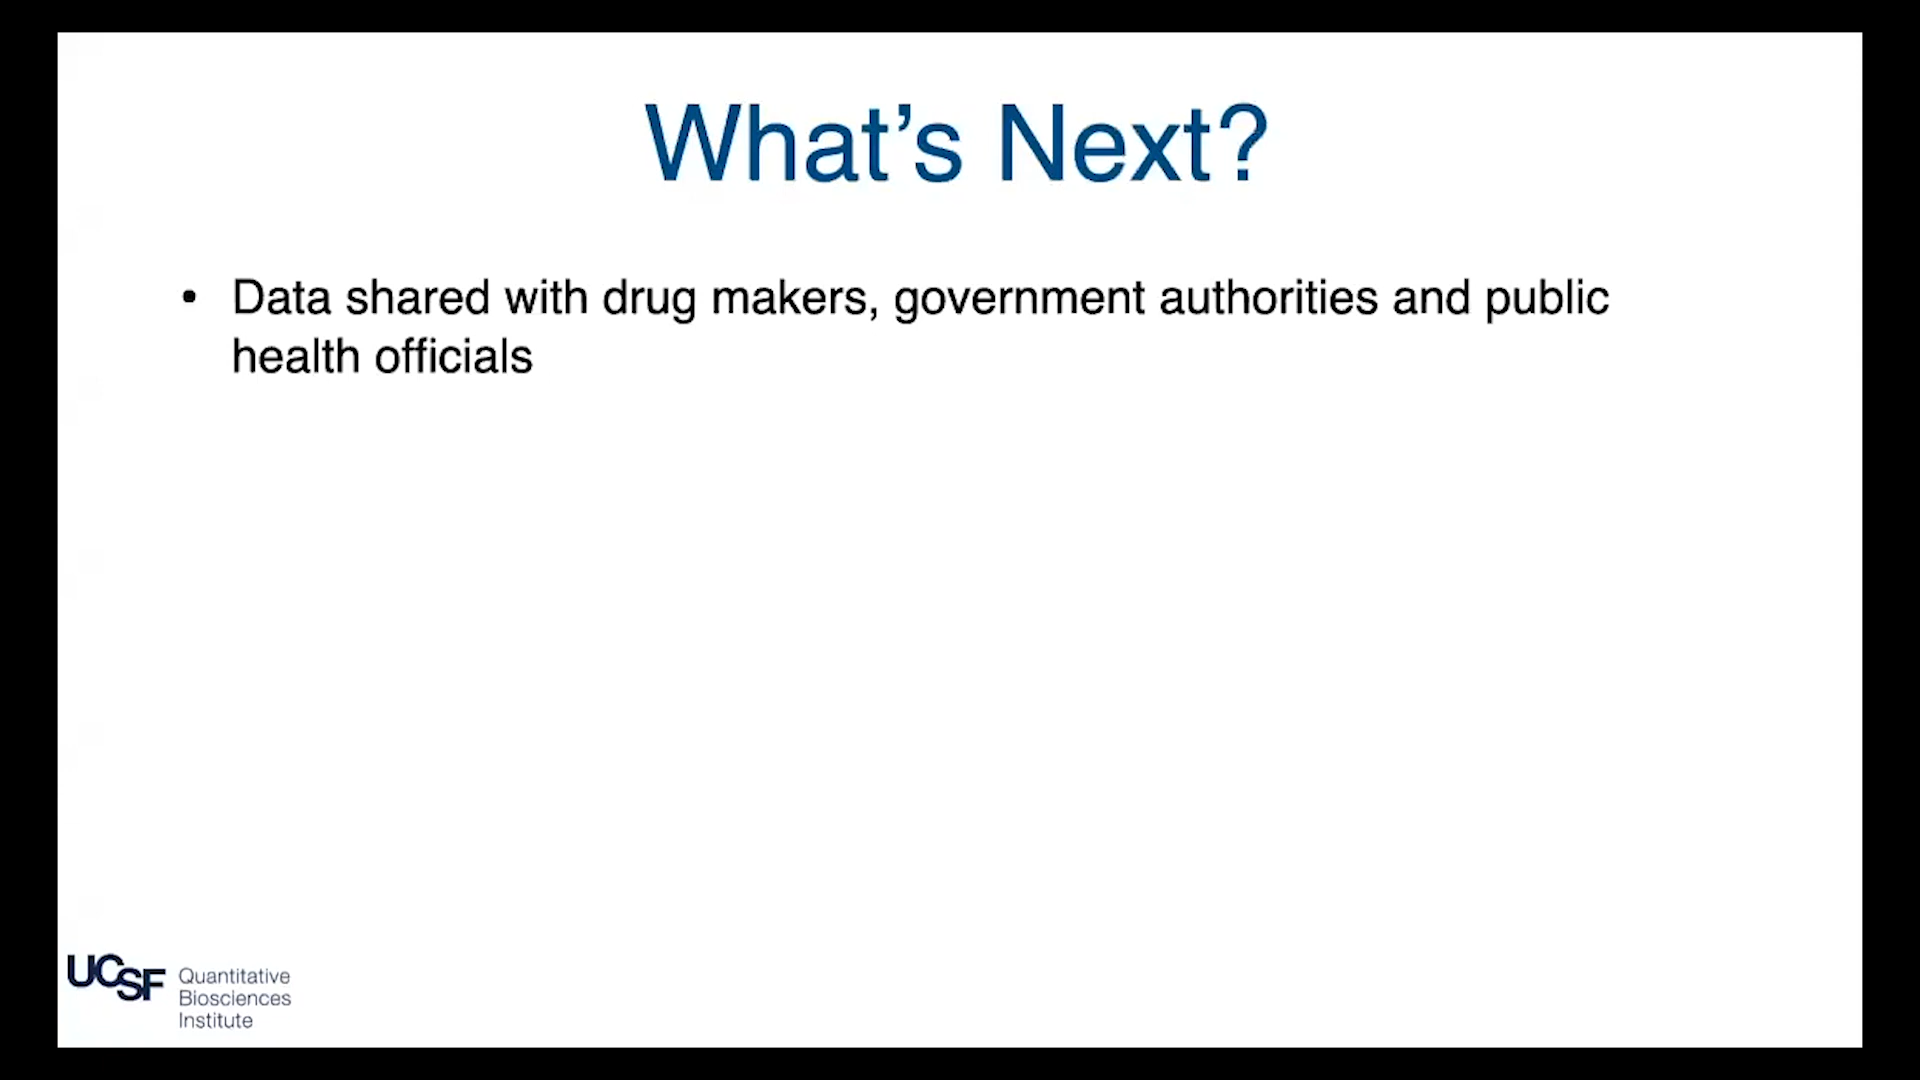 What’s Next?
• Data shared with drug makers, government authorities and public
health officials
UCSF
Quantitative
Biosciences
Institute